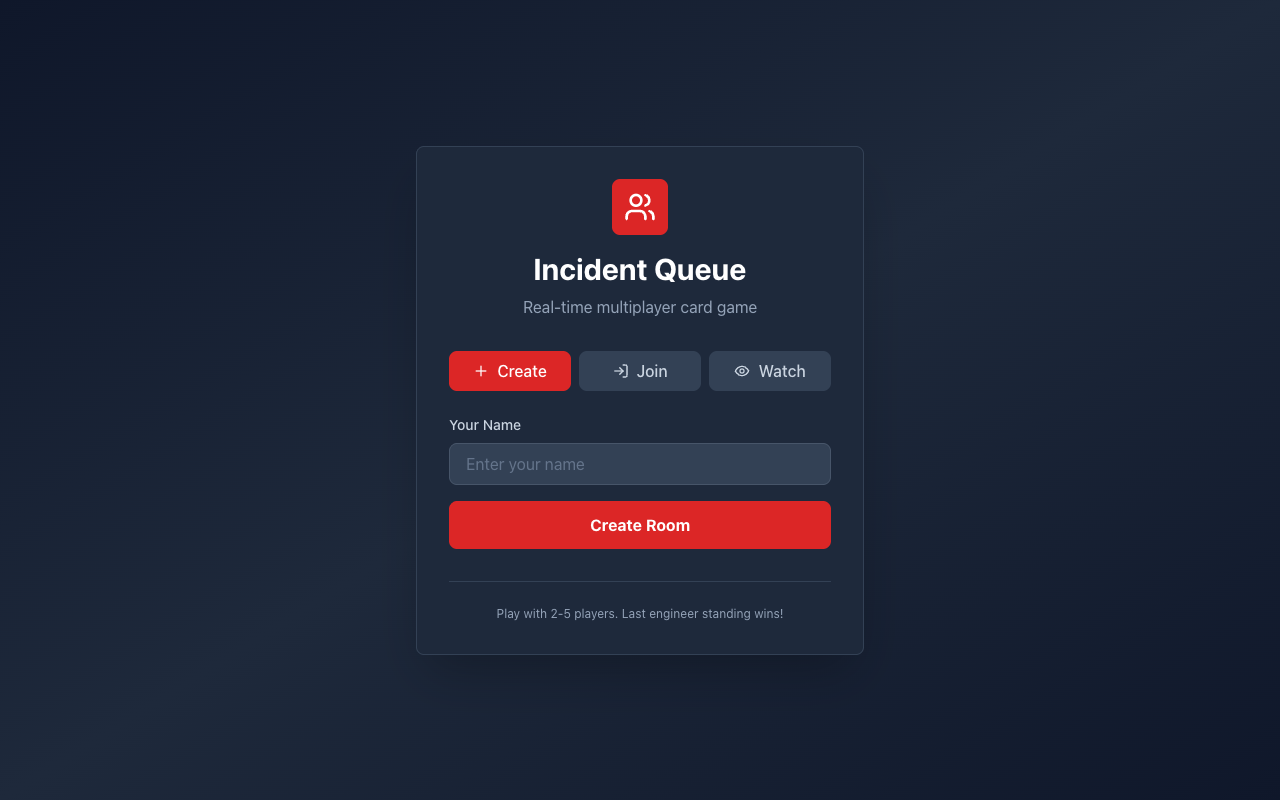 Incident Queue
Real-time multiplayer card game
Create Join Watch
Your Name
Enter your name
Create Room
Play with 2-5 players. Last engineer standing wins!